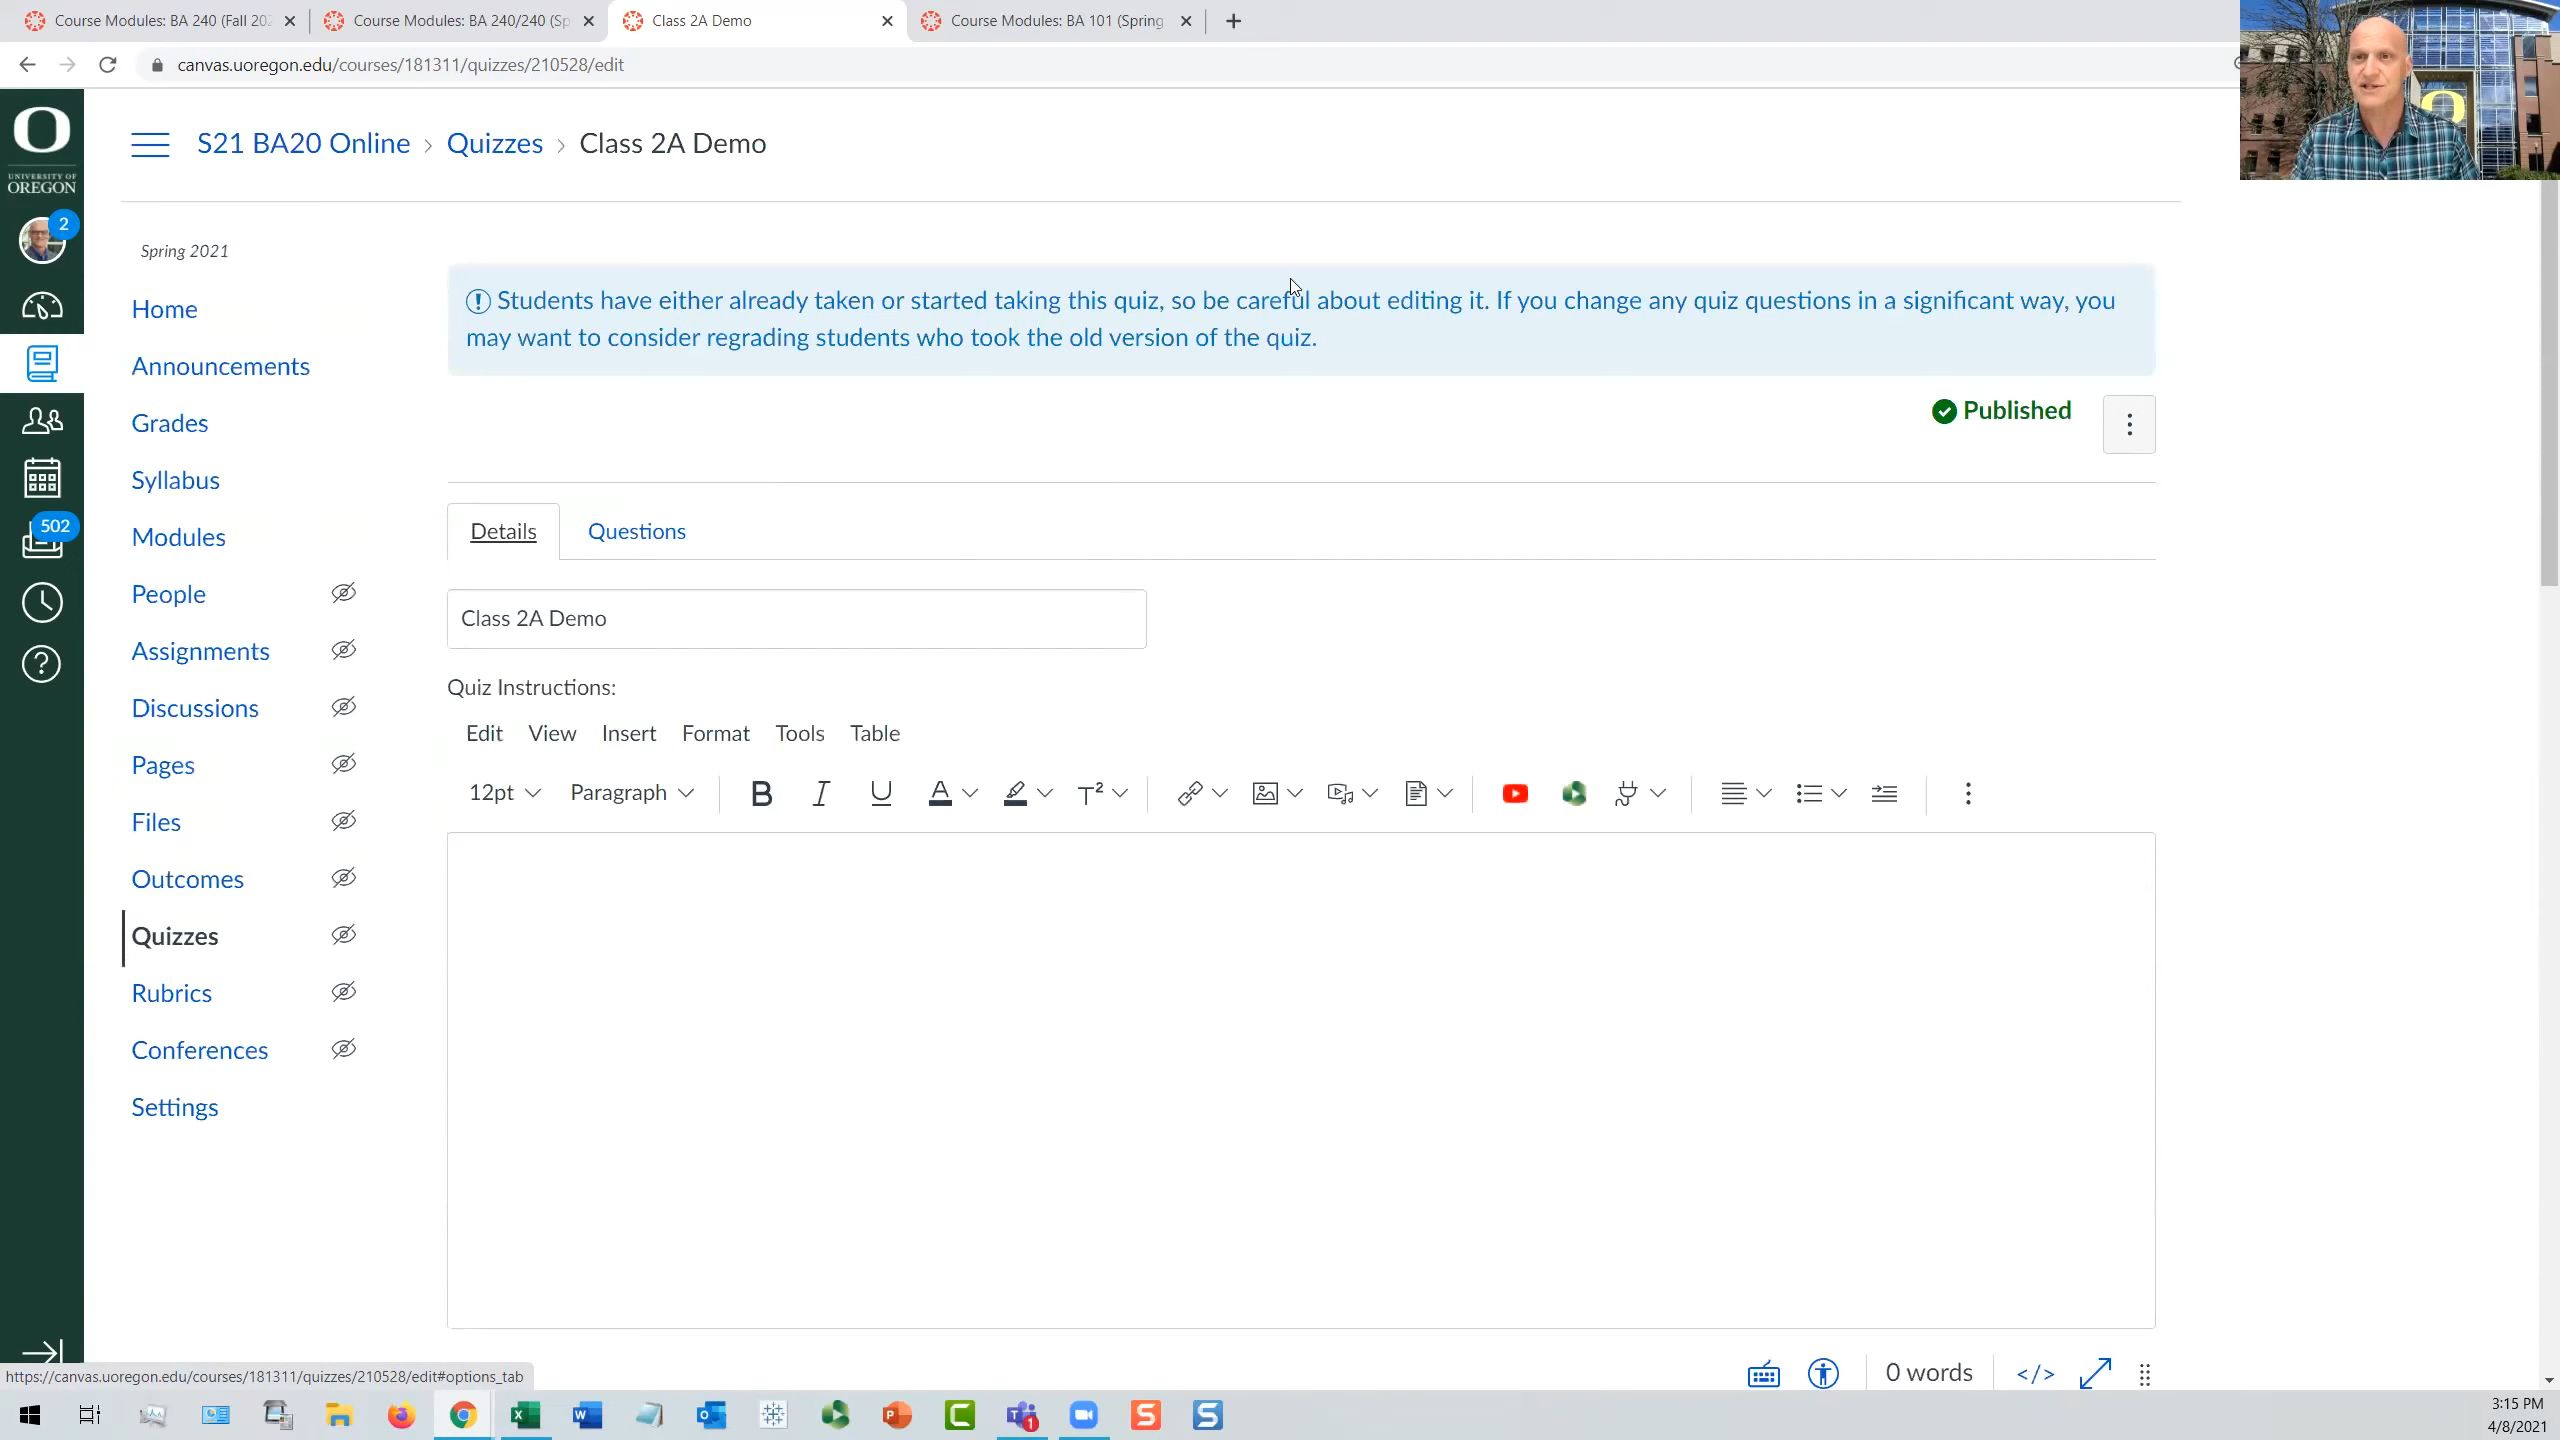 Course Modules: BA 240 (Fall 202
Course Modules: BA 240/240 (Sp
Class 2A Demo
Course Modules: BA 101 (Spring
canvas.uoregon.edu/courses/181311/quizzes/210528/edit
UNIVERSITY OF
OREGON
S21 BA20 Online › Quizzes › Class 2A Demo
2
Spring 2021
Home
Announcements
Grades
Syllabus
Modules
502
People
Assignments
Discussions
Pages
Files
Outcomes
Quizzes
Rubrics
Conferences
Settings
Students have either already taken or started taking this quiz, so be careful about editing it. If you change any quiz questions in a significant way, you
may want to consider regrading students who took the old version of the quiz.
Published
Details
Questions
Class 2A Demo
Quiz Instructions:
Edit View Insert Format Tools Table
12pt Paragraph
0 words </>
https://canvas.uoregon.edu/courses/181311/quizzes/210528/edit#options_tab
1
3:15 PM
4/8/2021